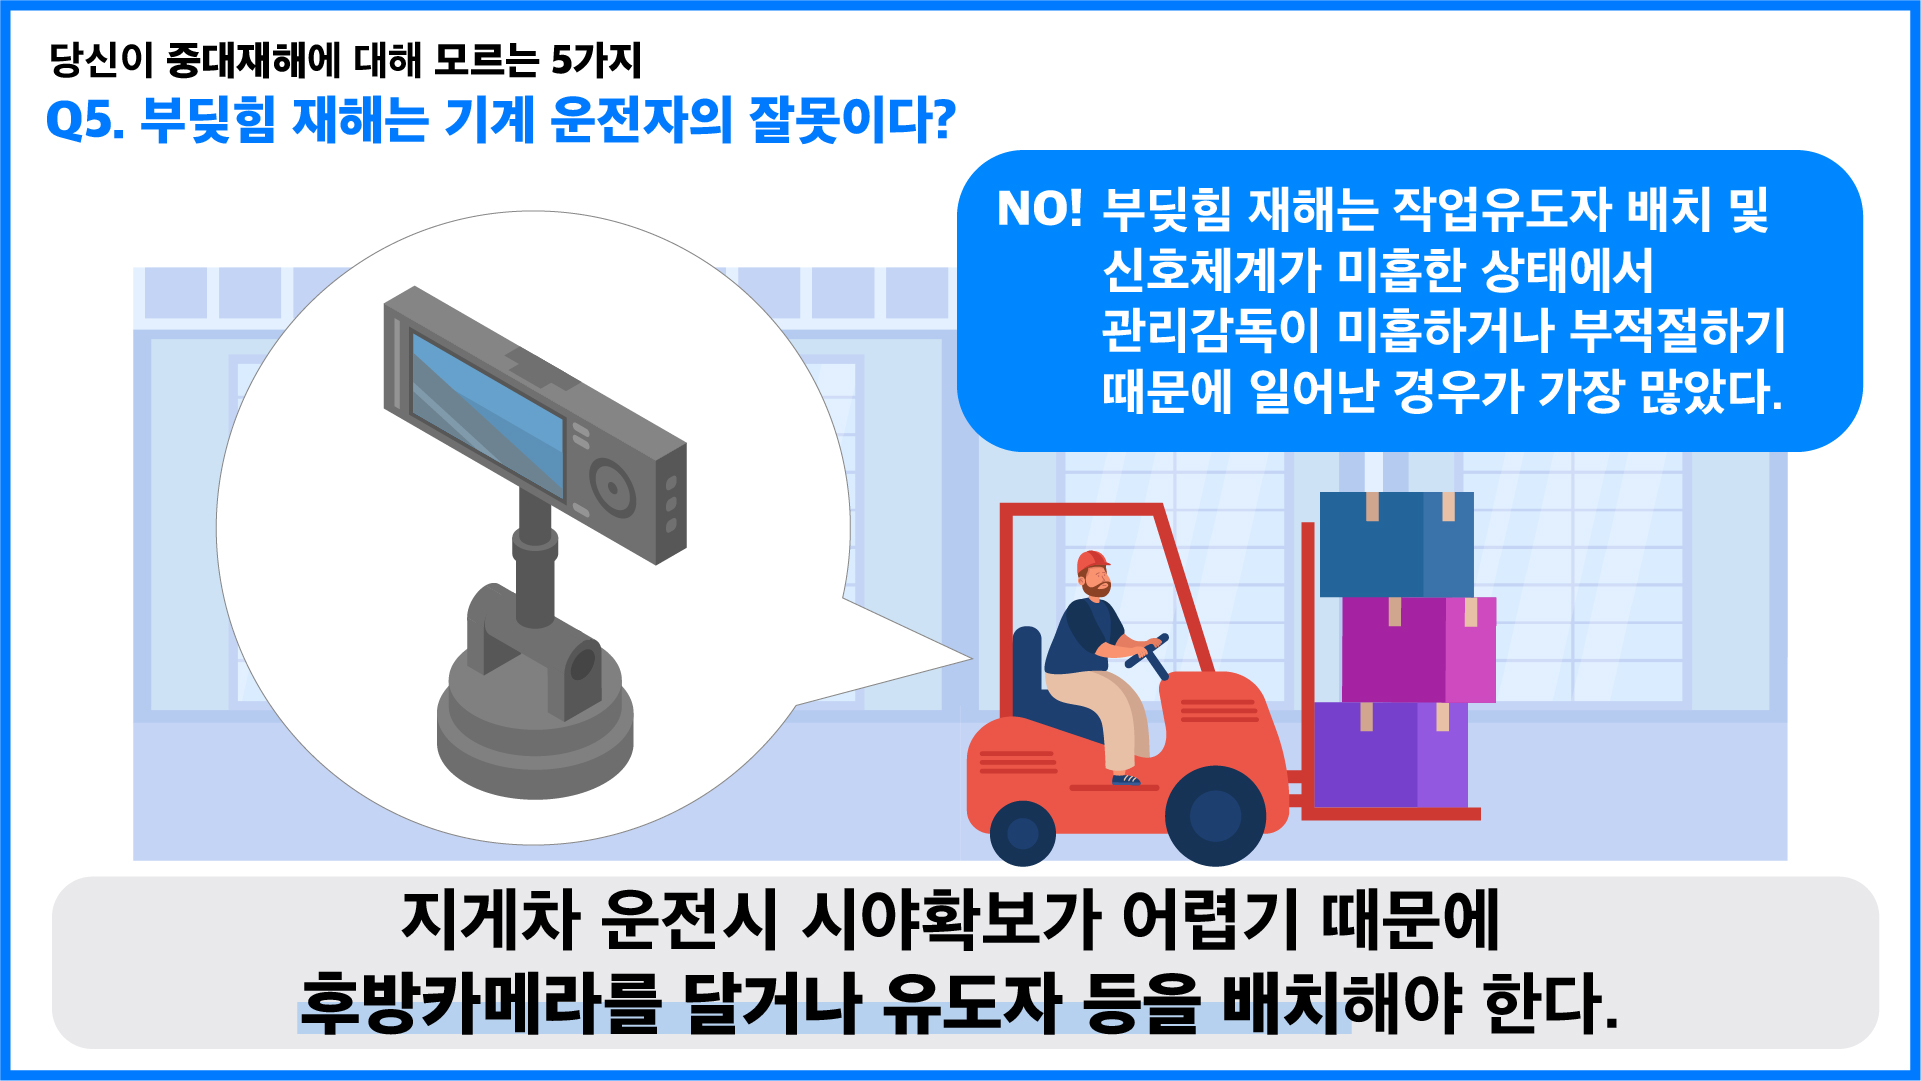 당신이 중대재해에 대해 모르는 5가지
Q5. 부딪힘 재해는 기계 운전자의 잘못이다?
NO! 부딪힘 재해는 작업유도자 배치 및
신호체계가 미흡한 상태에서
관리감독이 미흡하거나 부적절하기
때문에 일어난 경우가 가장 많았다.
지게차 운전시 시야확보가 어렵기 때문에
후방카메라를 달거나 유도자 등을 배치해야 한다.